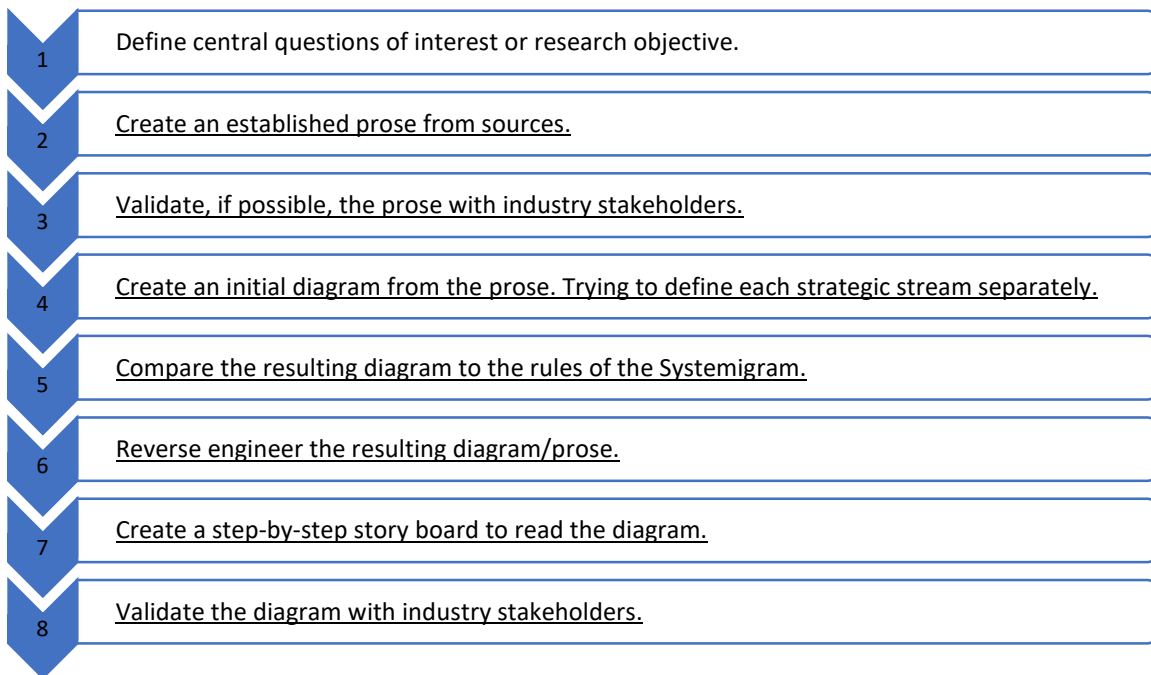 1 Define central questions of interest or research objective.
2 Create an established prose from sources.
3 Validate, if possible, the prose with industry stakeholders.
4 Create an initial diagram from the prose. Trying to define each strategic stream separately.
5 Compare the resulting diagram to the rules of the Systemigram.
6 Reverse engineer the resulting diagram/prose.
7 Create a step-by-step story board to read the diagram.
8 Validate the diagram with industry stakeholders.